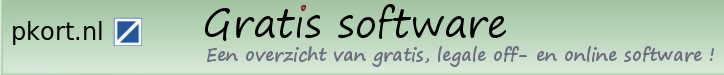 pkort.nl
Gratis software
Een overzicht van gratis, legale off- en online software !